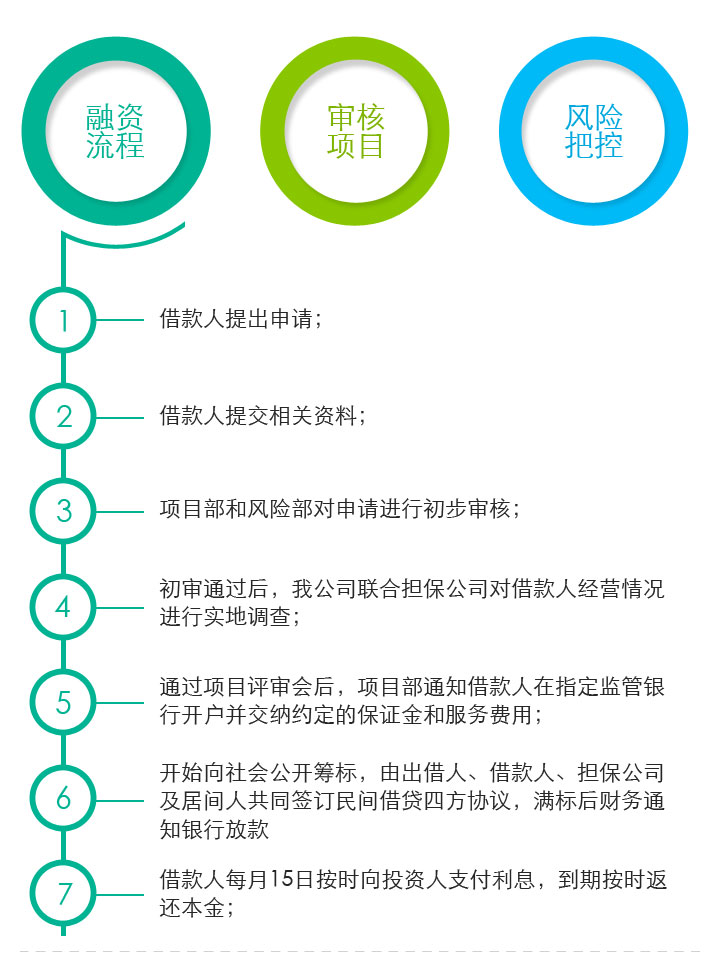 融资
流程
审核
项目
风险
把控
1
借款人提出申请；
2
借款人提交相关资料；
3
项目部和风险部对申请进行初步审核；
4
初审通过后，我公司联合担保公司对借款人经营情况
进行实地调查；
5
通过项目评审会后，项目部通知借款人在指定监管银
行开户并交纳约定的保证金和服务费用；
6
开始向社会公开筹标，由出借人、借款人、担保公司
及居间人共同签订民间借贷四方协议，满标后财务通
知银行放款
7
借款人每月15日按时向投资人支付利息，到期按时返
还本金；